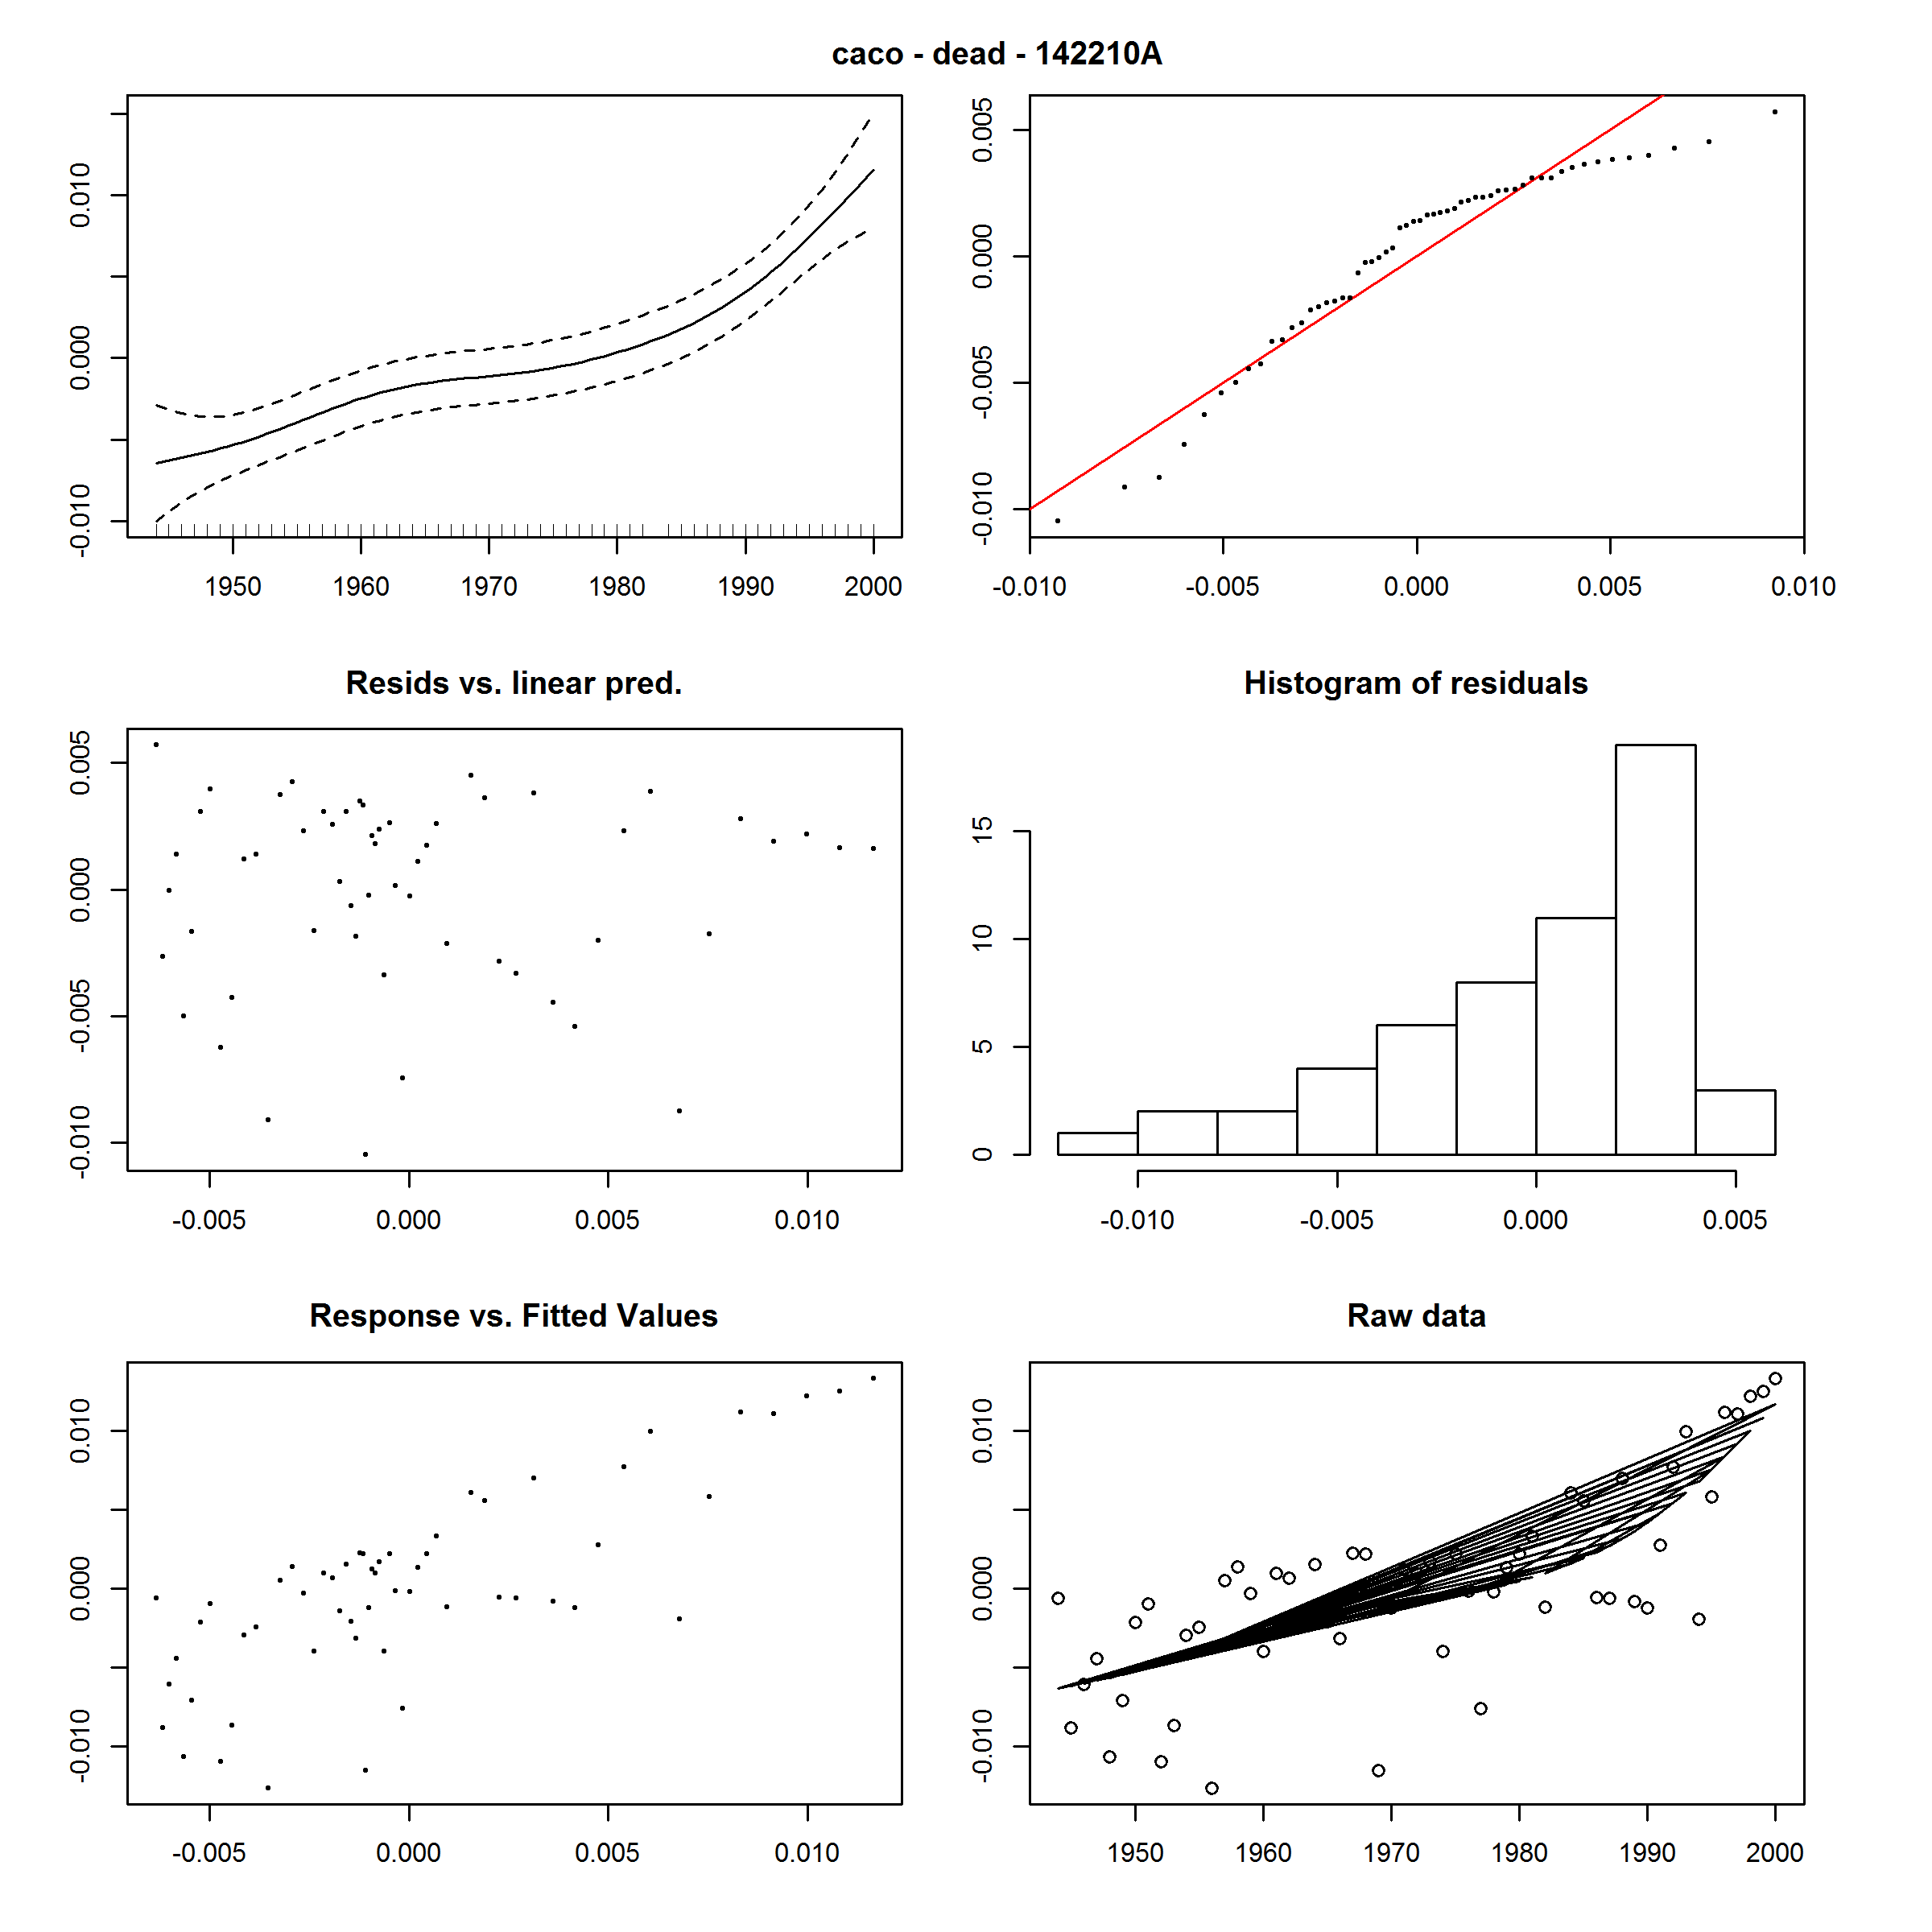 caco - dead - 142210A
0.010
0.000
-0.010
1950 1960 1970 1980 1990 2000
0.005
0.000
-0.005
-0.010
-0.010 -0.005 0.000 0.005 0.010
Resids vs. linear pred.
0.005
0.000
-0.005
-0.010
-0.005 0.000 0.005 0.010
Histogram of residuals
15
10
5
0
-0.010 -0.005 0.000 0.005
Response vs. Fitted Values
0.010
0.000
-0.010
-0.005 0.000 0.005 0.010
Raw data
0.010
0.000
-0.010
1950 1960 1970 1980 1990 2000